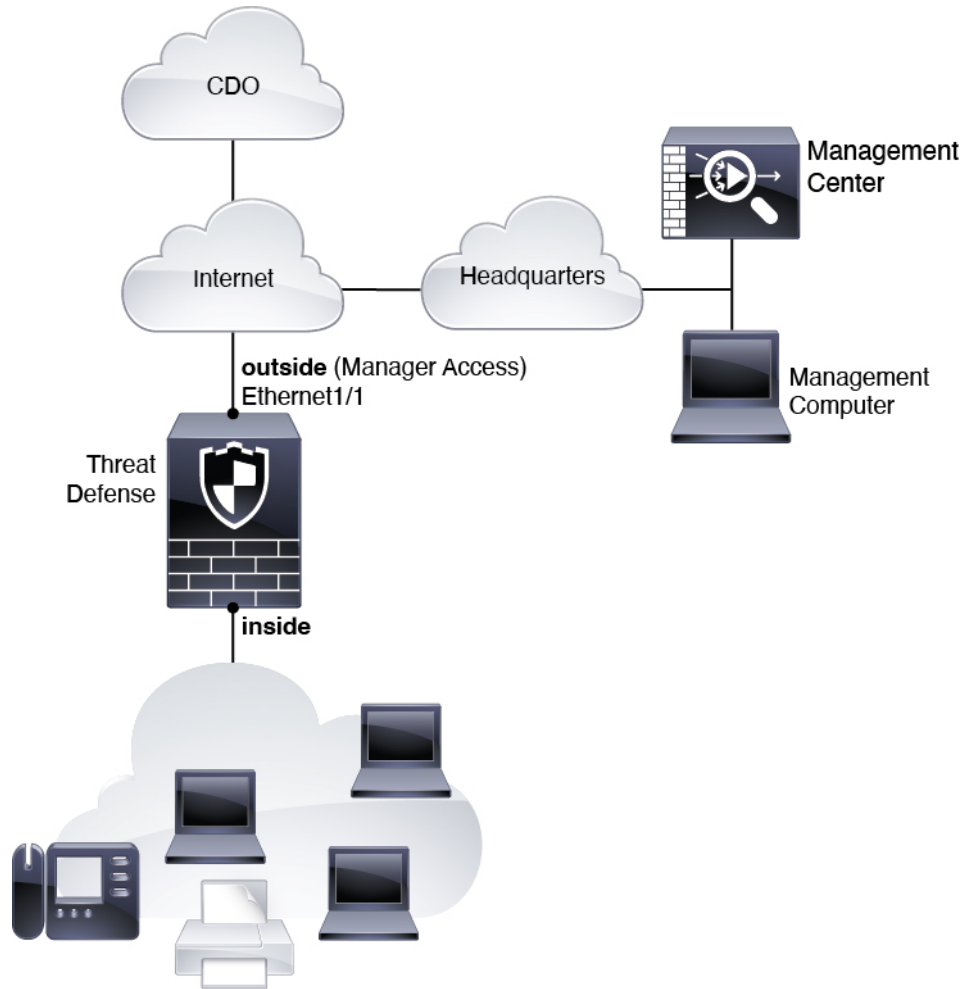 CDO
Management
Center
Internet
Headquarters
outside (Manager Access)
Ethernet1/1
Management
Computer
Threat
Defense
inside